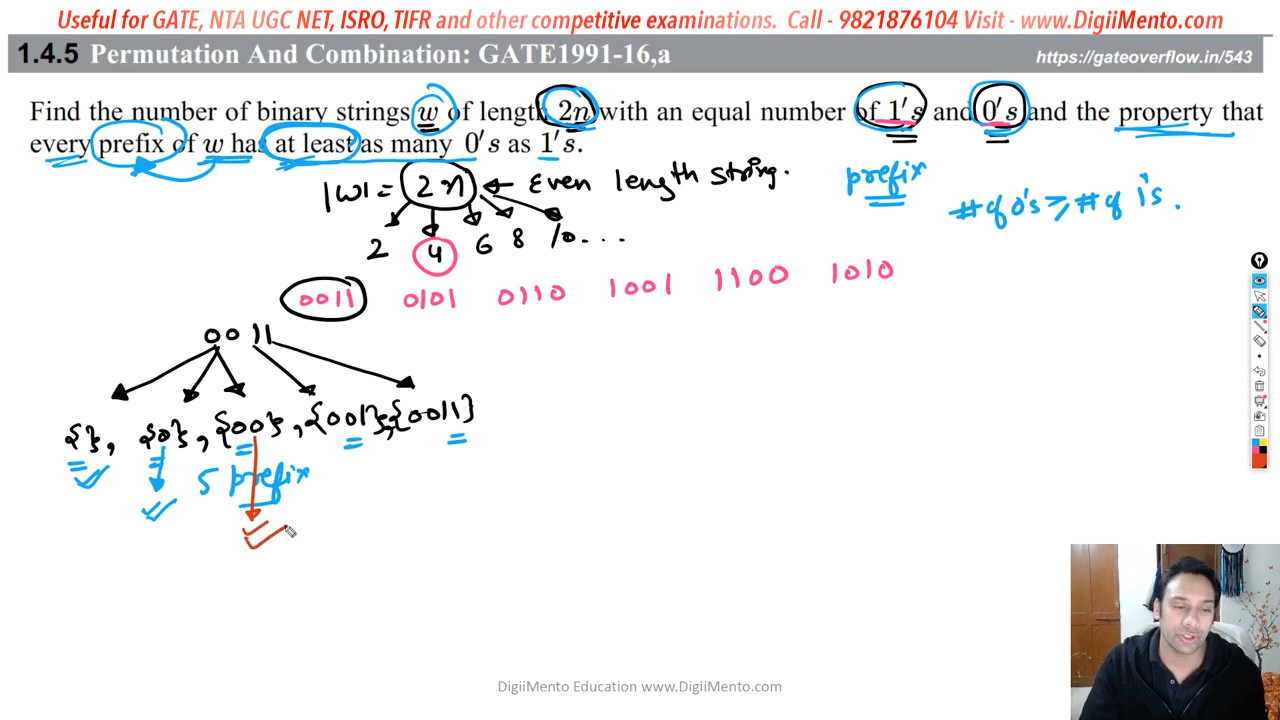 Useful for GATE, NTA UGC NET, ISRO, TIFR and other competitive examinations. Call - 9821876104 Visit - www.DigiiMento.com
1.4.5 Permutation And Combination: GATE1991-16,a https://gateoverflow.in/543
Find the number of binary strings w of length 2n with an equal number of 1's and 0's and the property that
every prefix of w has at least as many 0's as 1's.
|w| = 2n ← Even length string.
prefix
# of 0's ≥ # of 1's.
2 4 6 8 10 ...
0011 0101 0110 1001 1100 1010
0011
{}, {0}, {00}, {001}, {0011}
5 prefix
DigiiMento Education www.DigiiMento.com